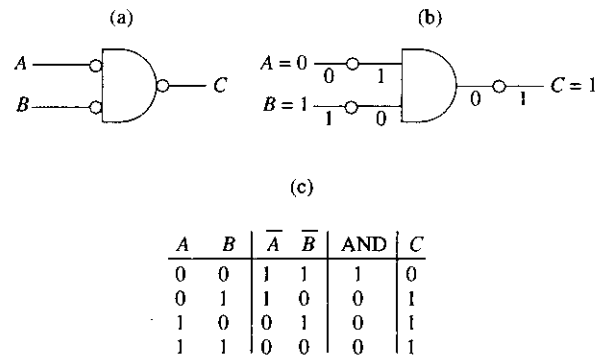 (a) (b)
A C
B
A = 0 0 1
B = 1 1 0
0 1 C = 1
(c)
A B A̅ B̅ AND C
0 0 1 1 1 0
0 1 1 0 0 1
1 0 0 1 0 1
1 1 0 0 0 1